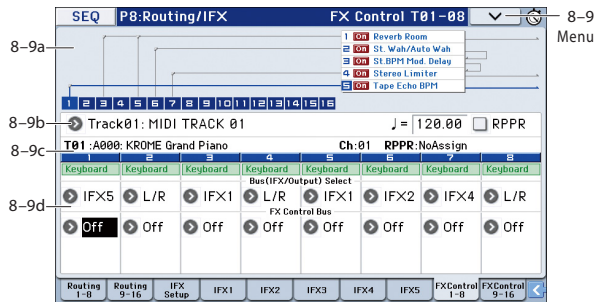 SEQ P8:Routing/IFX FX Control T01-08
8–9
Menu
8–9a
1 On Reverb Room
2 On St. Wah/Auto Wah
3 On St.BPM Mod. Delay
4 On Stereo Limiter
5 On Tape Echo BPM
1 2 3 4 5 6 7 8 9 10 11 12 13 14 15 16
8–9b
Track01: MIDI TRACK 01 ♩= 120.00 RPPR
8–9c
T01 :A000: KROME Grand Piano Ch:01 RPPR:NoAssign
1 2 3 4 5 6 7 8
Keyboard Keyboard Keyboard Keyboard Keyboard Keyboard Keyboard Keyboard
Bus(IFX/Output) Select
8–9d
IFX5 L/R IFX1 L/R IFX1 IFX2 IFX4 L/R
FX Control Bus
Off Off Off Off Off Off Off Off
Routing 1-8 Routing 9-16 IFX Setup IFX1 IFX2 IFX3 IFX4 IFX5 FXControl 1-8 FXControl 9-16